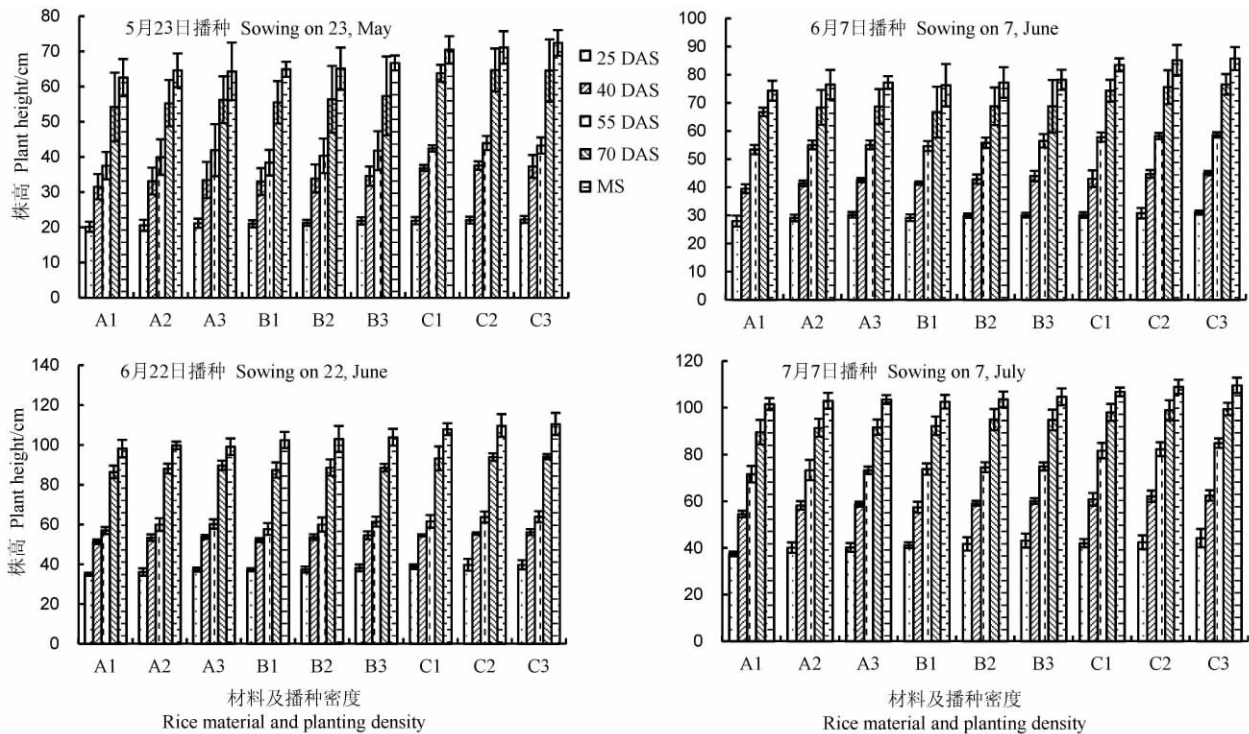 5月23日播种 Sowing on 23, May
株高 Plant height/cm
80
70
60
50
40
30
20
10
0
25 DAS
40 DAS
55 DAS
70 DAS
MS
A1 A2 A3 B1 B2 B3 C1 C2 C3
6月7日播种 Sowing on 7, June
100
90
80
70
60
50
40
30
20
10
0
A1 A2 A3 B1 B2 B3 C1 C2 C3
6月22日播种 Sowing on 22, June
株高 Plant height/cm
140
120
100
80
60
40
20
0
A1 A2 A3 B1 B2 B3 C1 C2 C3
材料及播种密度
Rice material and planting density
7月7日播种 Sowing on 7, July
120
100
80
60
40
20
0
A1 A2 A3 B1 B2 B3 C1 C2 C3
材料及播种密度
Rice material and planting density